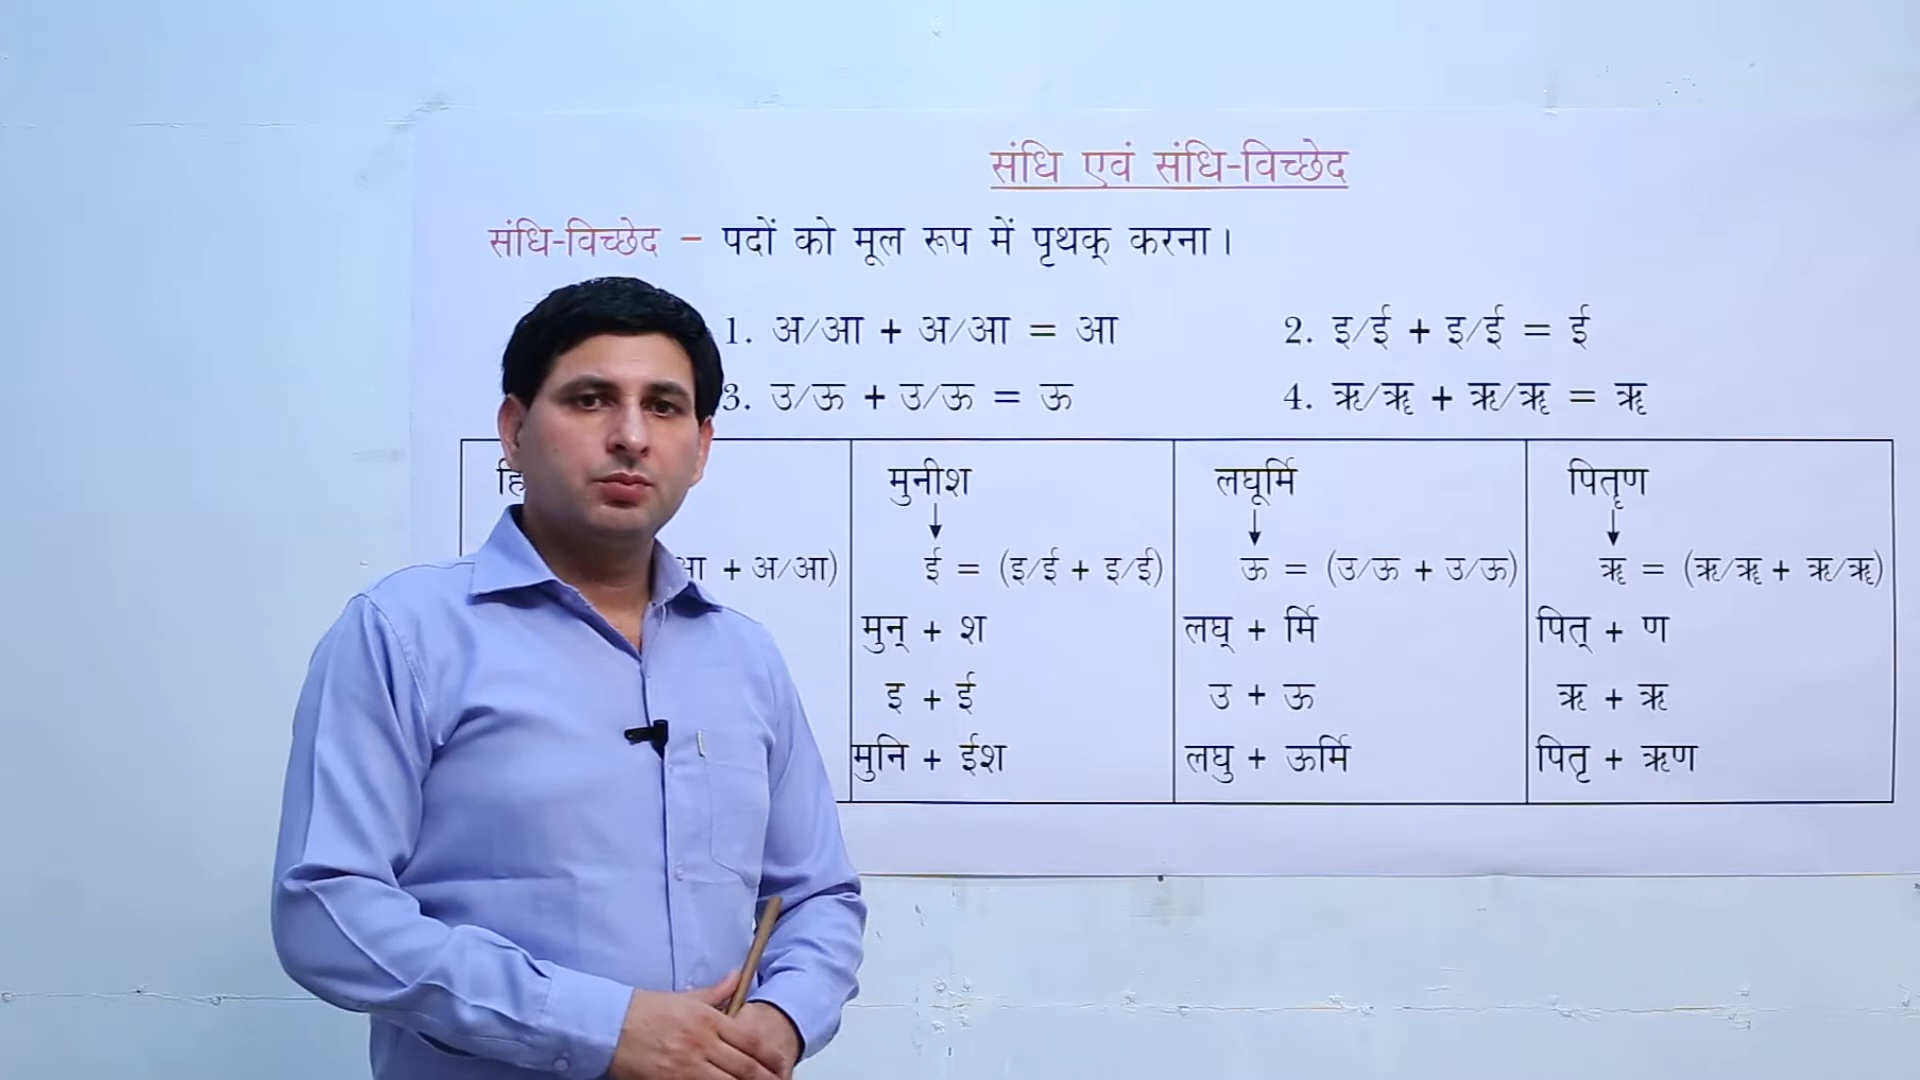 संधि एवं संधि-विच्छेद
संधि-विच्छेद – पदों को मूल रूप में पृथक् करना।
1. अ/आ + अ/आ = आ 2. इ/ई + इ/ई = ई
3. उ/ऊ + उ/ऊ = ऊ 4. ऋ/ॠ + ऋ/ॠ = ॠ
मुनीश लघूर्मि पितॄण
+ अ/आ) ई = (इ/ई + इ/ई) ऊ = (उ/ऊ + उ/ऊ) ॠ = (ऋ/ॠ + ऋ/ॠ)
मुन् + श लघ् + र्मि पित् + ण
इ + ई उ + ऊ ऋ + ऋ
मुनि + ईश लघु + ऊर्मि पितृ + ऋण